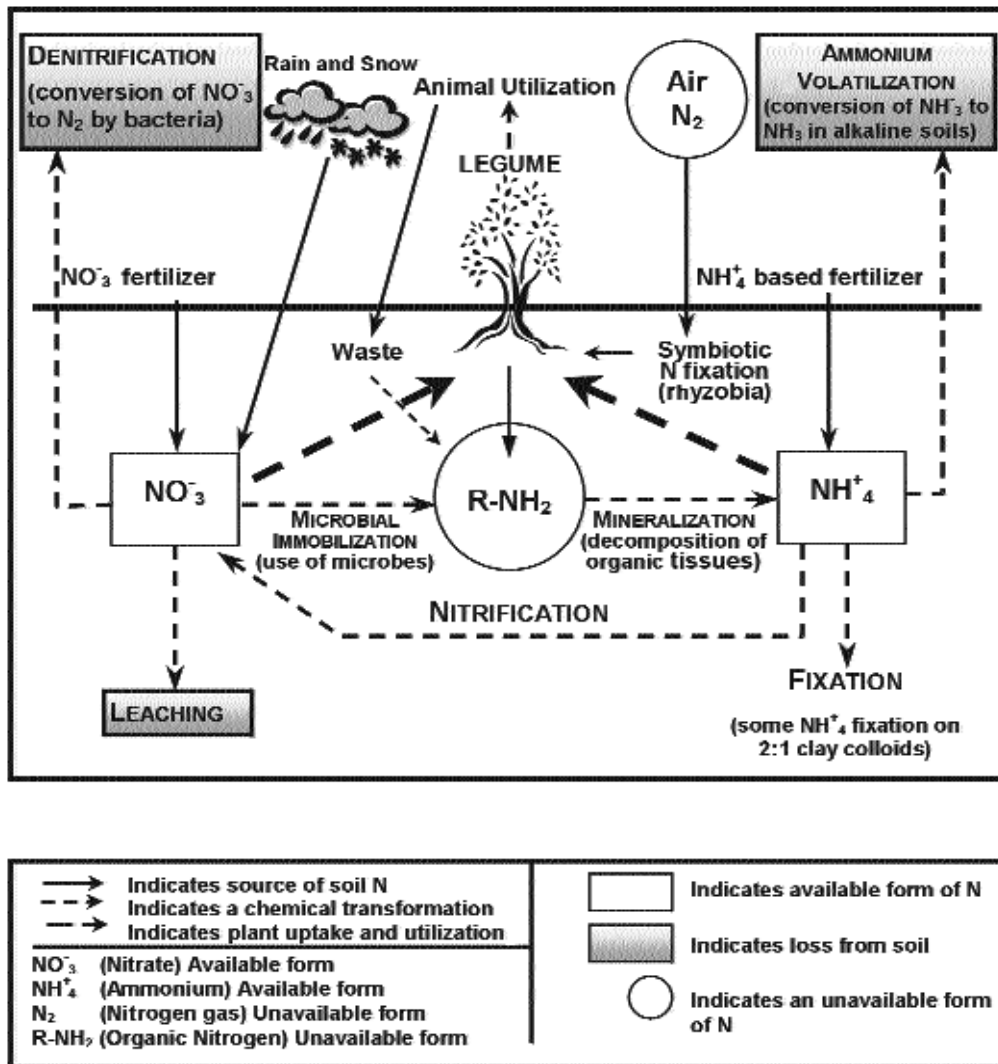 DENITRIFICATION
(conversion of NO⁻₃
to N₂ by bacteria)
Rain and Snow
Animal Utilization
LEGUME
Air
N₂
AMMONIUM
VOLATILIZATION
(conversion of NH⁻₃ to
NH₃ in alkaline soils)
NO⁻₃ fertilizer
NH⁺₄ based fertilizer
Waste
Symbiotic
N fixation
(rhyzobia)
NO⁻₃
R-NH₂
NH⁺₄
MICROBIAL
IMMOBILIZATION
(use of microbes)
MINERALIZATION
(decomposition of
organic tissues)
NITRIFICATION
LEACHING
FIXATION
(some NH⁺₄ fixation on
2:1 clay colloids)
Indicates source of soil N
Indicates a chemical transformation
Indicates plant uptake and utilization
NO⁻₃ (Nitrate) Available form
NH⁺₄ (Ammonium) Available form
N₂ (Nitrogen gas) Unavailable form
R-NH₂ (Organic Nitrogen) Unavailable form
Indicates available form of N
Indicates loss from soil
Indicates an unavailable form
of N